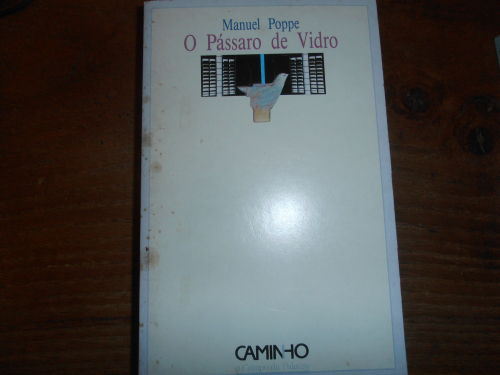 Manuel Poppe
O Pássaro de Vidro
CAMINHO